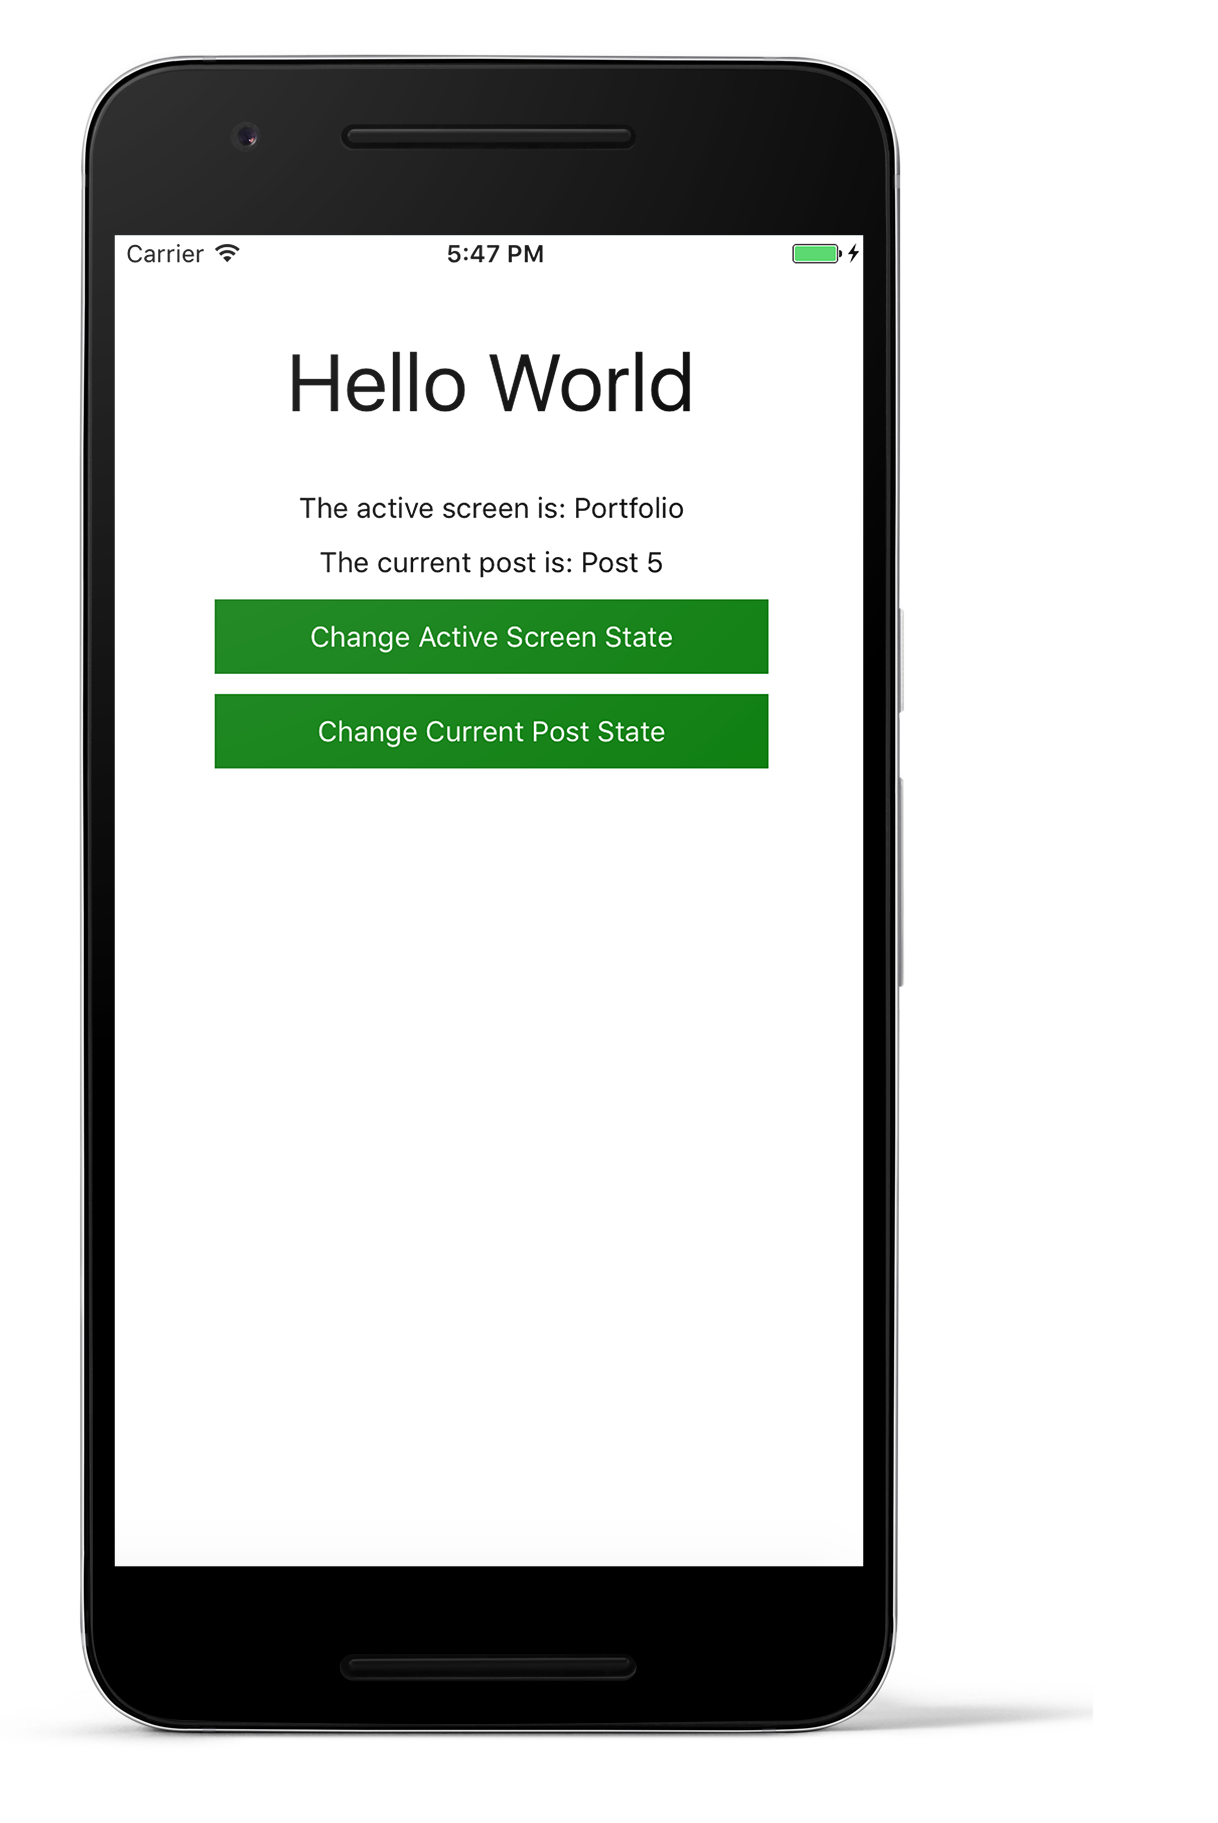 Carrier
5:47 PM
Hello World
The active screen is: Portfolio
The current post is: Post 5
Change Active Screen State
Change Current Post State